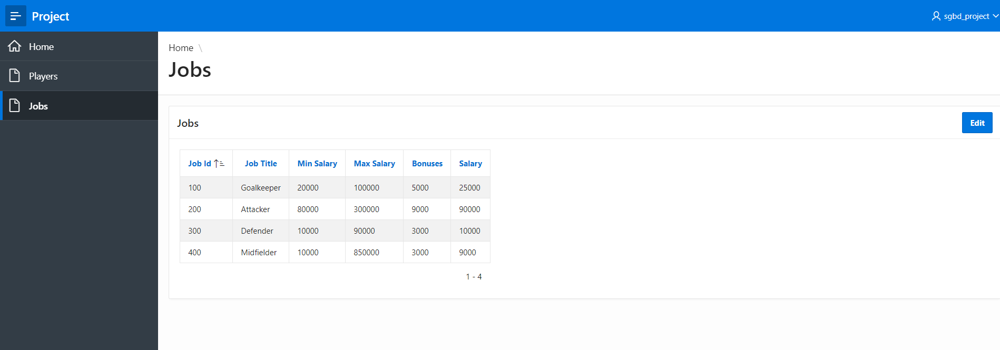 Project
sgbd_project
Home
Players
Jobs
Home \
Jobs
Jobs
Edit
Job Id Job Title Min Salary Max Salary Bonuses Salary
100 Goalkeeper 20000 100000 5000 25000
200 Attacker 80000 300000 9000 90000
300 Defender 10000 90000 3000 10000
400 Midfielder 10000 850000 3000 9000
1 - 4